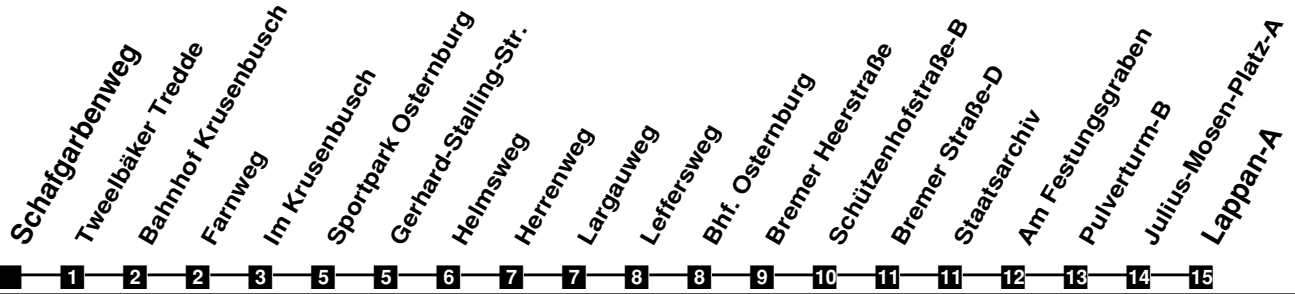 Schafgarbenweg
Tweelbäker Tredde
Bahnhof Krusenbusch
Farnweg
Im Krusenbusch
Sportpark Osternburg
Gerhard-Stalling-Str.
Helmsweg
Herrenweg
Largauweg
Leffersweg
Bhf. Osternburg
Bremer Heerstraße
Schützenhofstraße-B
Bremer Straße-D
Staatsarchiv
Am Festungsgraben
Pulverturm-B
Julius-Mosen-Platz-A
Lappan-A
1 2 2 3 5 5 6 7 7 8 8 9 10 11 11 12 13 14 15